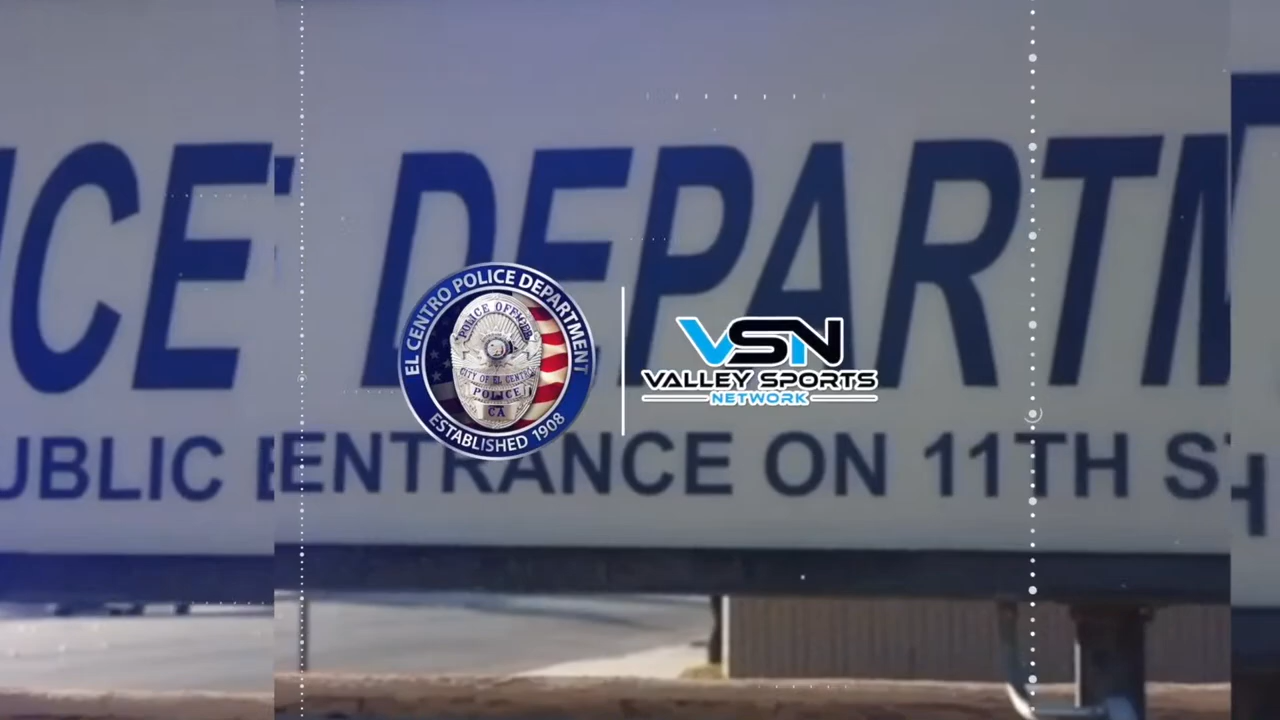 ICE DEPARTM
UBLIC ENTRANCE ON 11TH S
EL CENTRO POLICE DEPARTMENT
POLICE OFFICER
CITY OF EL CENTRO
POLICE
CA
ESTABLISHED 1908
VSN
VALLEY SPORTS
NETWORK
H